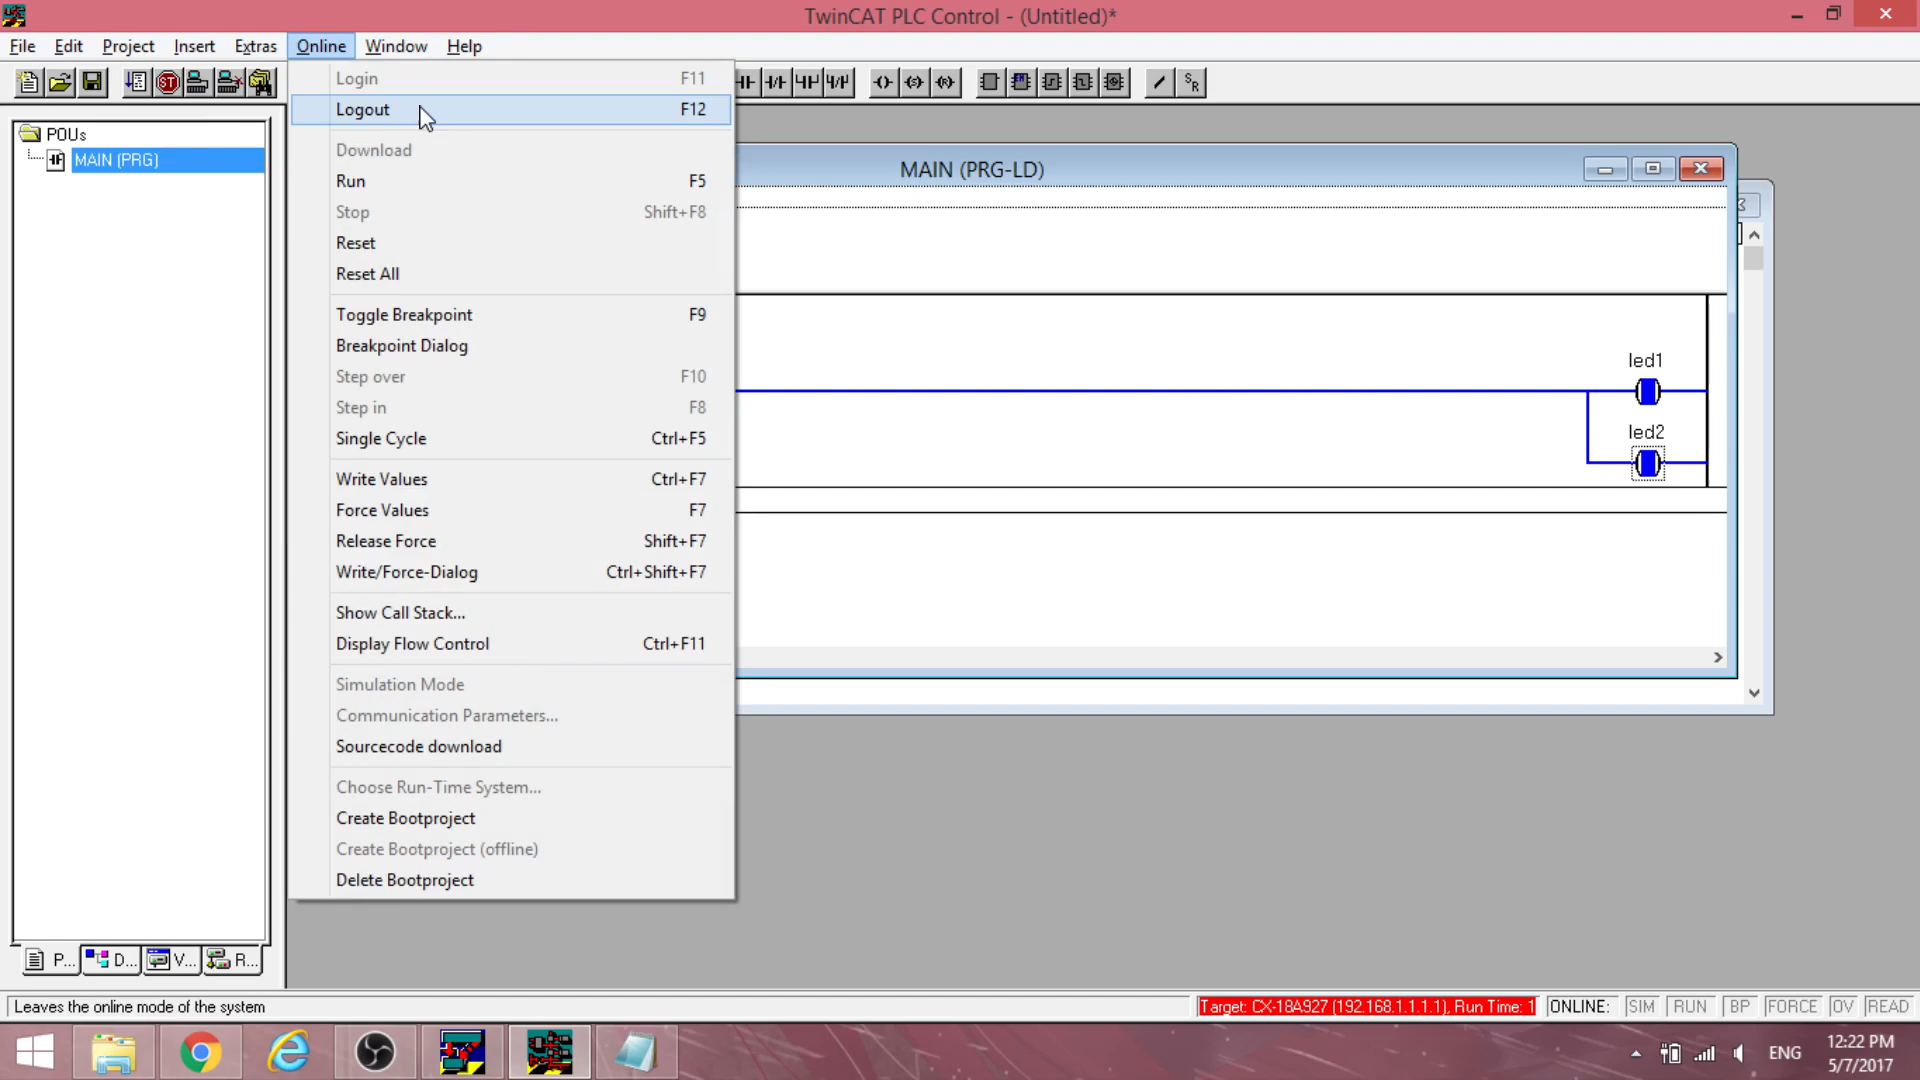 TwinCAT PLC Control - (Untitled)*
File Edit Project Insert Extras Online Window Help
Login F11
Logout F12
Download
Run F5
Stop Shift+F8
Reset
Reset All
Toggle Breakpoint F9
Breakpoint Dialog
Step over F10
Step in F8
Single Cycle Ctrl+F5
Write Values Ctrl+F7
Force Values F7
Release Force Shift+F7
Write/Force-Dialog Ctrl+Shift+F7
Show Call Stack...
Display Flow Control Ctrl+F11
Simulation Mode
Communication Parameters...
Sourcecode download
Choose Run-Time System...
Create Bootproject
Create Bootproject (offline)
Delete Bootproject
POUs
MAIN (PRG)
MAIN (PRG-LD)
led1
led2
P... D... V... R...
Leaves the online mode of the system
Target: CX-18A927 (192.168.1.1.1.1), Run Time: 1 ONLINE: SIM RUN BP FORCE OV READ
ENG
12:22 PM
5/7/2017